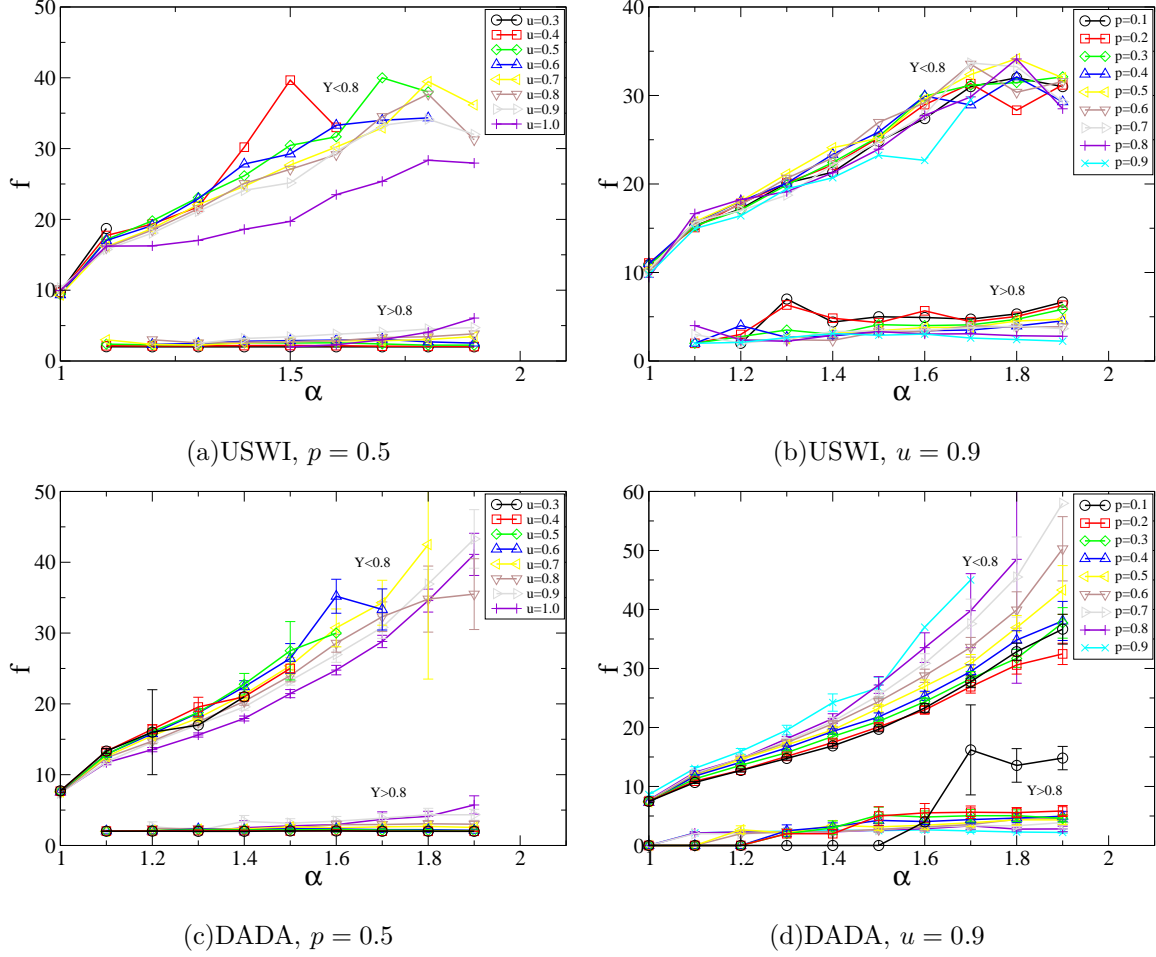 50
40
30
20
10
0
f
1
1.5
2
α
Y<0.8
Y>0.8
u=0.3
u=0.4
u=0.5
u=0.6
u=0.7
u=0.8
u=0.9
u=1.0
(a)USWI, p = 0.5
40
30
20
10
0
f
1
1.2
1.4
1.6
1.8
2
α
Y<0.8
Y>0.8
p=0.1
p=0.2
p=0.3
p=0.4
p=0.5
p=0.6
p=0.7
p=0.8
p=0.9
(b)USWI, u = 0.9
50
40
30
20
10
0
f
1
1.2
1.4
1.6
1.8
2
α
Y<0.8
Y>0.8
u=0.3
u=0.4
u=0.5
u=0.6
u=0.7
u=0.8
u=0.9
u=1.0
(c)DADA, p = 0.5
60
50
40
30
20
10
0
f
1
1.2
1.4
1.6
1.8
2
α
Y<0.8
Y>0.8
p=0.1
p=0.2
p=0.3
p=0.4
p=0.5
p=0.6
p=0.7
p=0.8
p=0.9
(d)DADA, u = 0.9